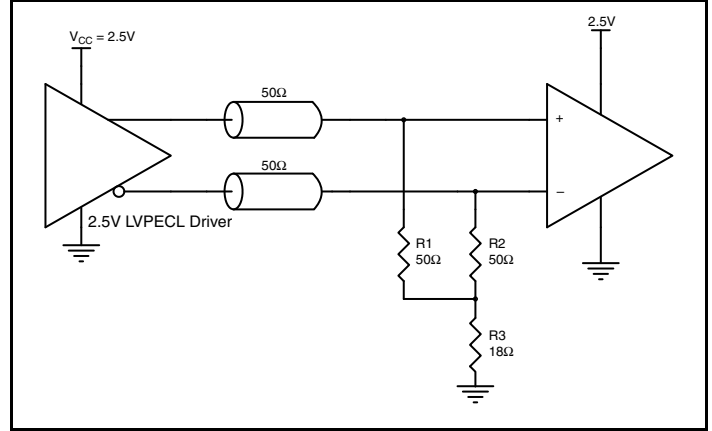 2.5V
V_CC = 2.5V
50Ω
+
50Ω
–
2.5V LVPECL Driver
R1
50Ω
R2
50Ω
R3
18Ω